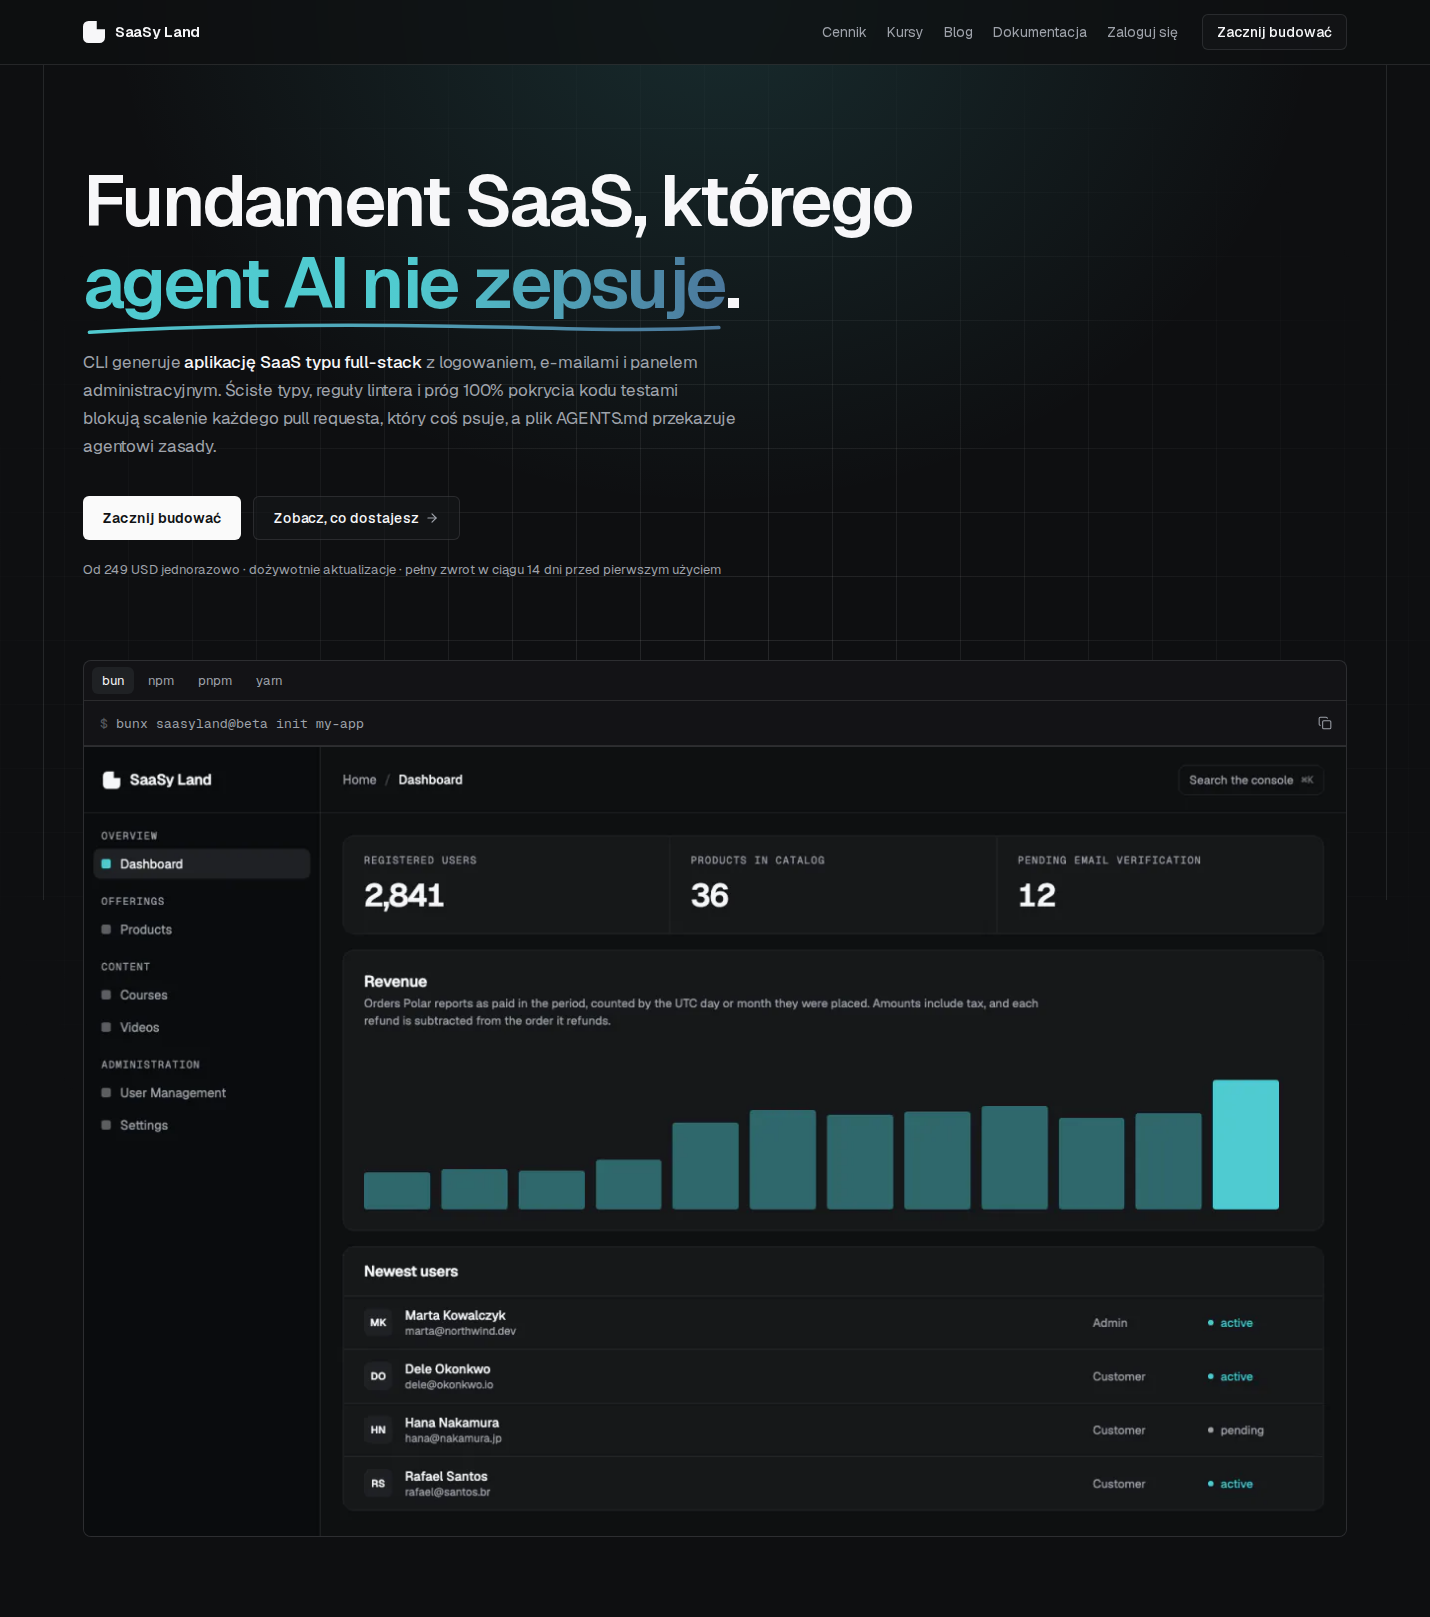 SaaSy Land
Cennik Kursy Blog Dokumentacja Zaloguj się Zacznij budować
Fundament SaaS, którego
agent AI nie zepsuje.
CLI generuje aplikację SaaS typu full-stack z logowaniem, e-mailami i panelem
administracyjnym. Ścisłe typy, reguły lintera i próg 100% pokrycia kodu testami
blokują scalenie każdego pull requesta, który coś psuje, a plik AGENTS.md przekazuje
agentowi zasady.
Zacznij budować Zobacz, co dostajesz →
Od 249 USD jednorazowo · dożywotnie aktualizacje · pełny zwrot w ciągu 14 dni przed pierwszym użyciem
bun npm pnpm yarn
$ bunx saasyland@beta init my-app
SaaSy Land
Home / Dashboard
Search the console ⌘K
OVERVIEW
Dashboard
OFFERINGS
Products
CONTENT
Courses
Videos
ADMINISTRATION
User Management
Settings
REGISTERED USERS
2,841
PRODUCTS IN CATALOG
36
PENDING EMAIL VERIFICATION
12
Revenue
Orders Polar reports as paid in the period, counted by the UTC day or month they were placed. Amounts include tax, and each
refund is subtracted from the order it refunds.
Newest users
MK Marta Kowalczyk
marta@northwind.dev
Admin active
DO Dele Okonkwo
dele@okonkwo.io
Customer active
HN Hana Nakamura
hana@nakamura.jp
Customer pending
RS Rafael Santos
rafael@santos.br
Customer active